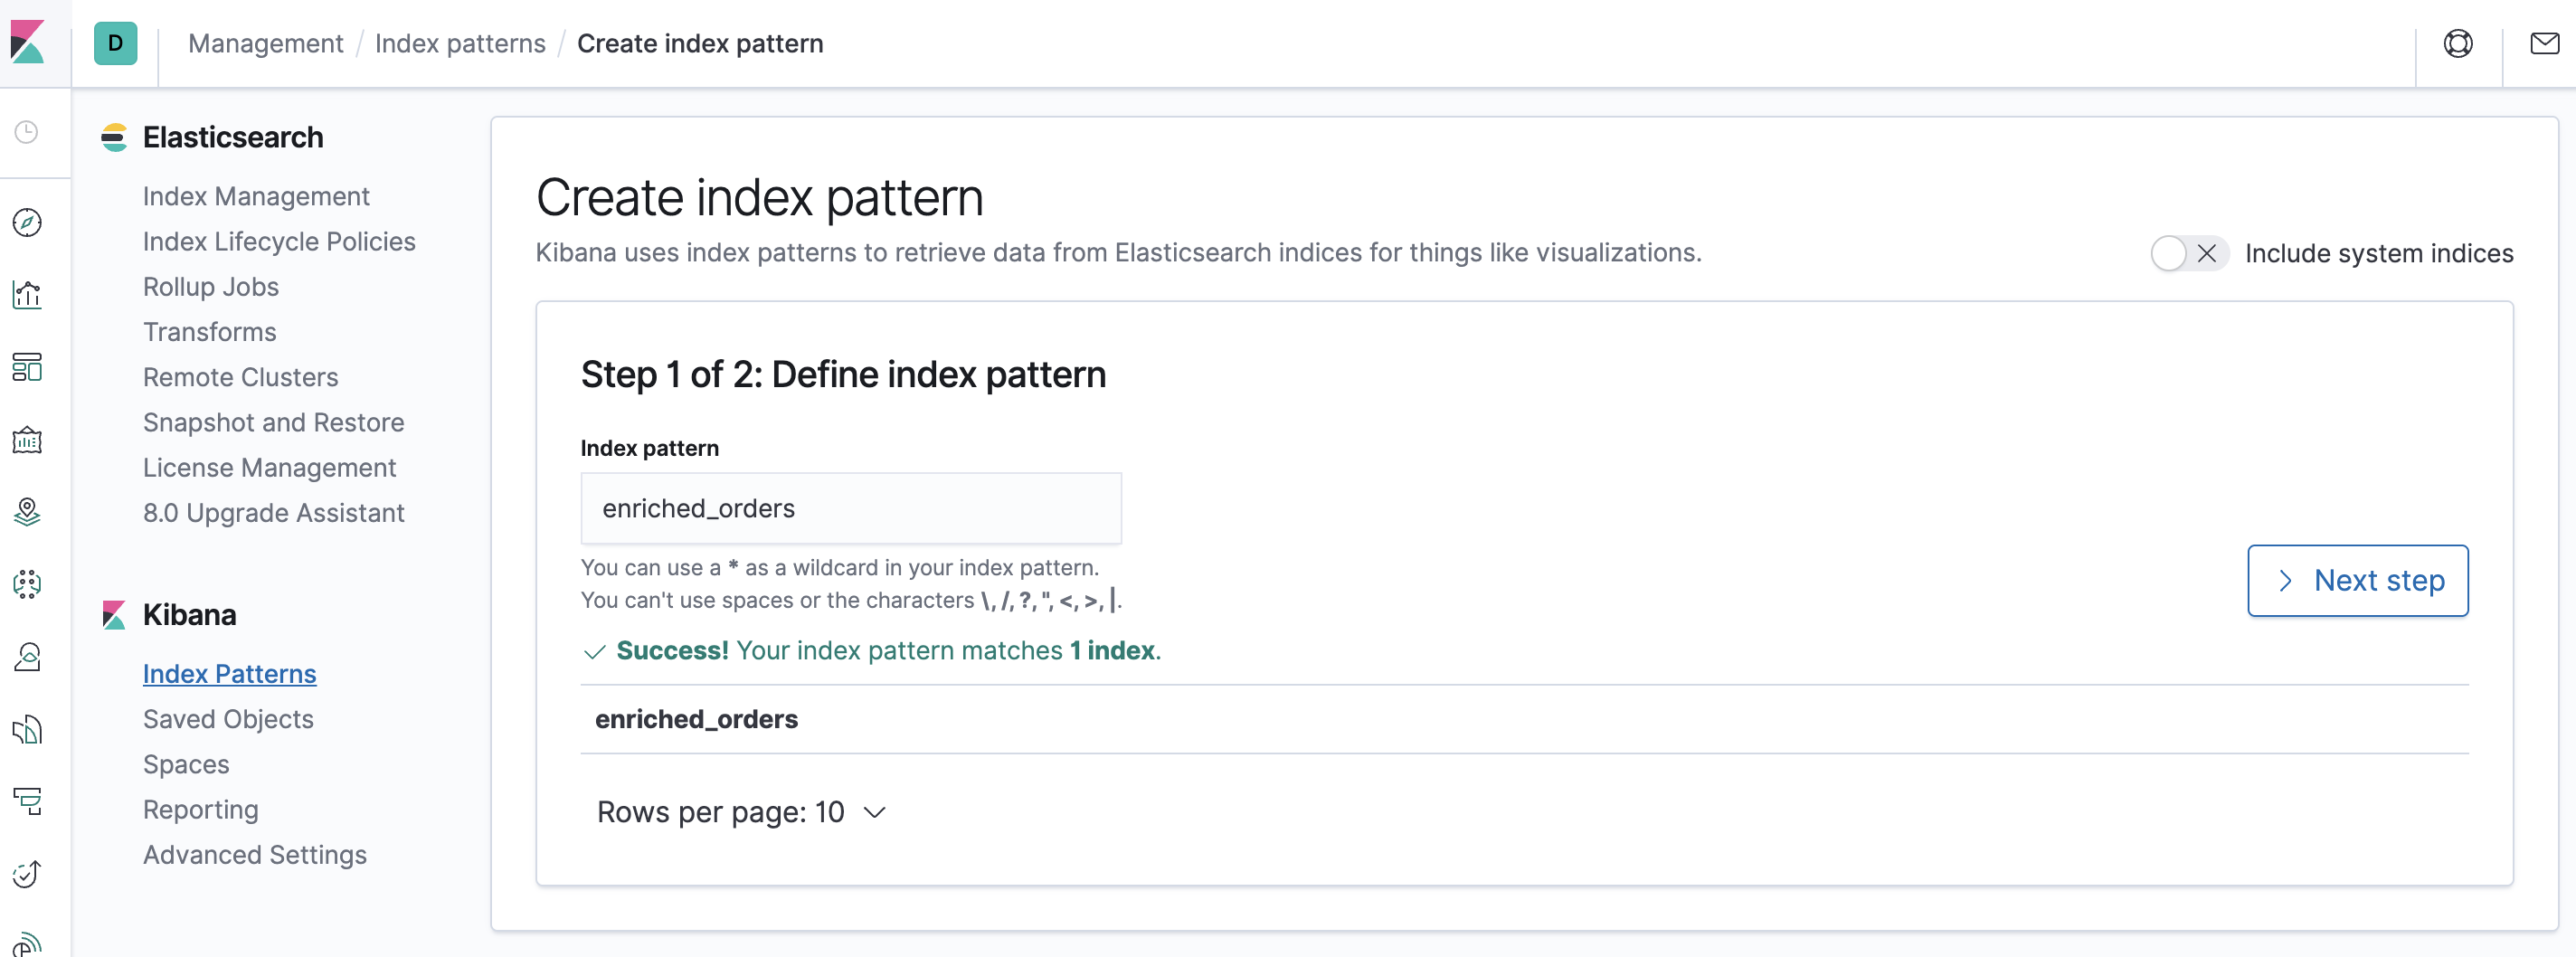 D Management / Index patterns / Create index pattern
Elasticsearch
Index Management
Index Lifecycle Policies
Rollup Jobs
Transforms
Remote Clusters
Snapshot and Restore
License Management
8.0 Upgrade Assistant
Kibana
Index Patterns
Saved Objects
Spaces
Reporting
Advanced Settings
Create index pattern
Kibana uses index patterns to retrieve data from Elasticsearch indices for things like visualizations.
Include system indices
Step 1 of 2: Define index pattern
Index pattern
enriched_orders
You can use a * as a wildcard in your index pattern.
You can't use spaces or the characters \, /, ?, ", <, >, |.
Next step
Success! Your index pattern matches 1 index.
enriched_orders
Rows per page: 10